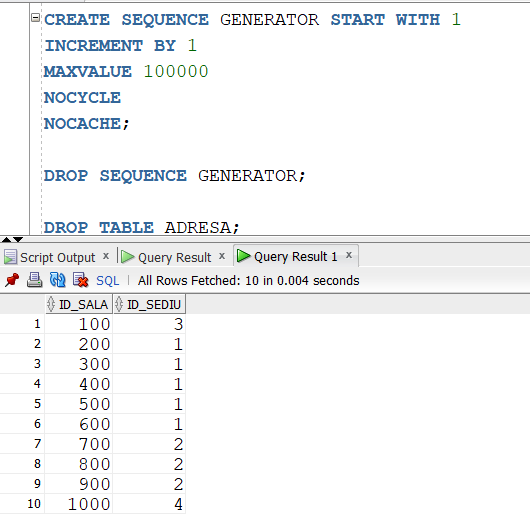 CREATE SEQUENCE GENERATOR START WITH 1
INCREMENT BY 1
MAXVALUE 100000
NOCYCLE
NOCACHE;
DROP SEQUENCE GENERATOR;
DROP TABLE ADRESA;
Script Output x Query Result x Query Result 1 x
SQL All Rows Fetched: 10 in 0.004 seconds
ID_SALA ID_SEDIU
1 100 3
2 200 1
3 300 1
4 400 1
5 500 1
6 600 1
7 700 2
8 800 2
9 900 2
10 1000 4